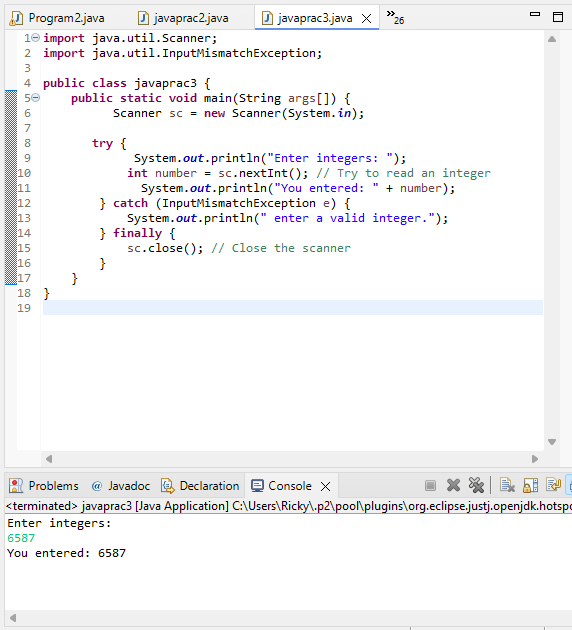 Program2.java javaprac2.java javaprac3.java »26
1 import java.util.Scanner;
2 import java.util.InputMismatchException;
3
4 public class javaprac3 {
5 public static void main(String args[]) {
6 Scanner sc = new Scanner(System.in);
7
8 try {
9 System.out.println("Enter integers: ");
10 int number = sc.nextInt(); // Try to read an integer
11 System.out.println("You entered: " + number);
12 } catch (InputMismatchException e) {
13 System.out.println(" enter a valid integer.");
14 } finally {
15 sc.close(); // Close the scanner
16 }
17 }
18 }
19
Problems @ Javadoc Declaration Console
<terminated> javaprac3 [Java Application] C:\Users\Ricky\.p2\pool\plugins\org.eclipse.justj.openjdk.hotspo
Enter integers:
6587
You entered: 6587